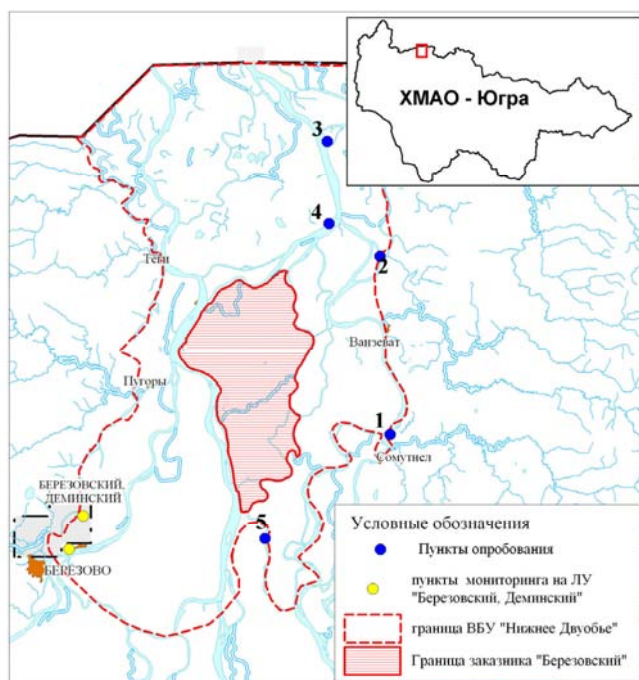 ХМАО - Югра
3
4
2
Теги
Ванзеват
Пугоры
1
Сомутнел
БЕРЕЗОВСКИЙ,
ДЕМИНСКИЙ
5
БЕРЕЗОВО
Условные обозначения
Пункты опробования
пункты мониторинга на ЛУ
"Березовский, Деминский"
граница ВБУ "Нижнее Двуобье"
Граница заказника "Березовский"